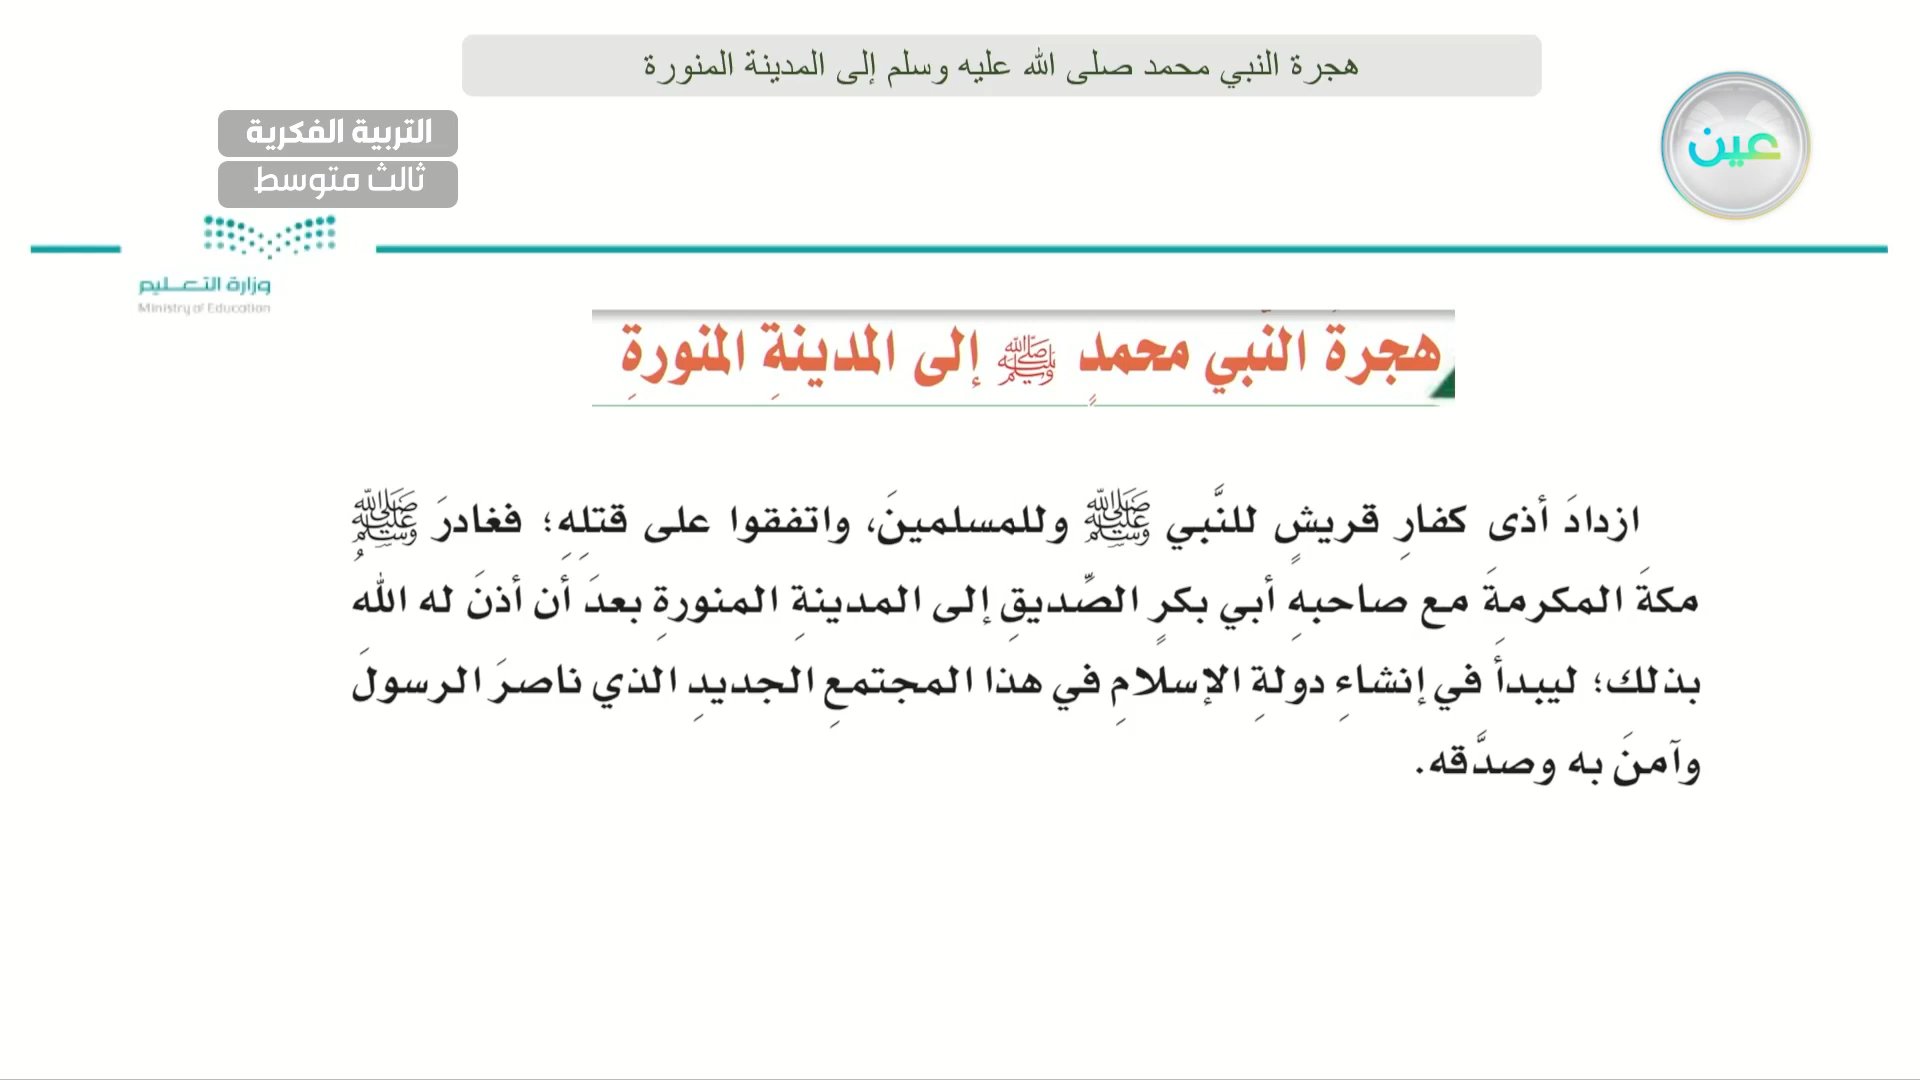 هجرة النبي محمد صلى الله عليه وسلم إلى المدينة المنورة
عين
التربية الفكرية
ثالث متوسط
وزارة التعـــليم
Ministry of Education
هجرةُ النَّبي محمدٍ ﷺ إلى المدينةِ المنورةِ
ازدادَ أذى كفارِ قريشٍ للنَّبي ﷺ وللمسلمينَ، واتفقوا على قتلِهِ؛ فغادرَ ﷺ
مكةَ المكرمةَ مع صاحبهِ أبي بكرٍ الصِّديقِ إلى المدينةِ المنورةِ بعدَ أن أذنَ له اللهُ
بذلك؛ ليبدأَ في إنشاءِ دولةِ الإسلامِ في هذا المجتمعِ الجديدِ الذي ناصرَ الرسولَ
وآمنَ به وصدَّقه.